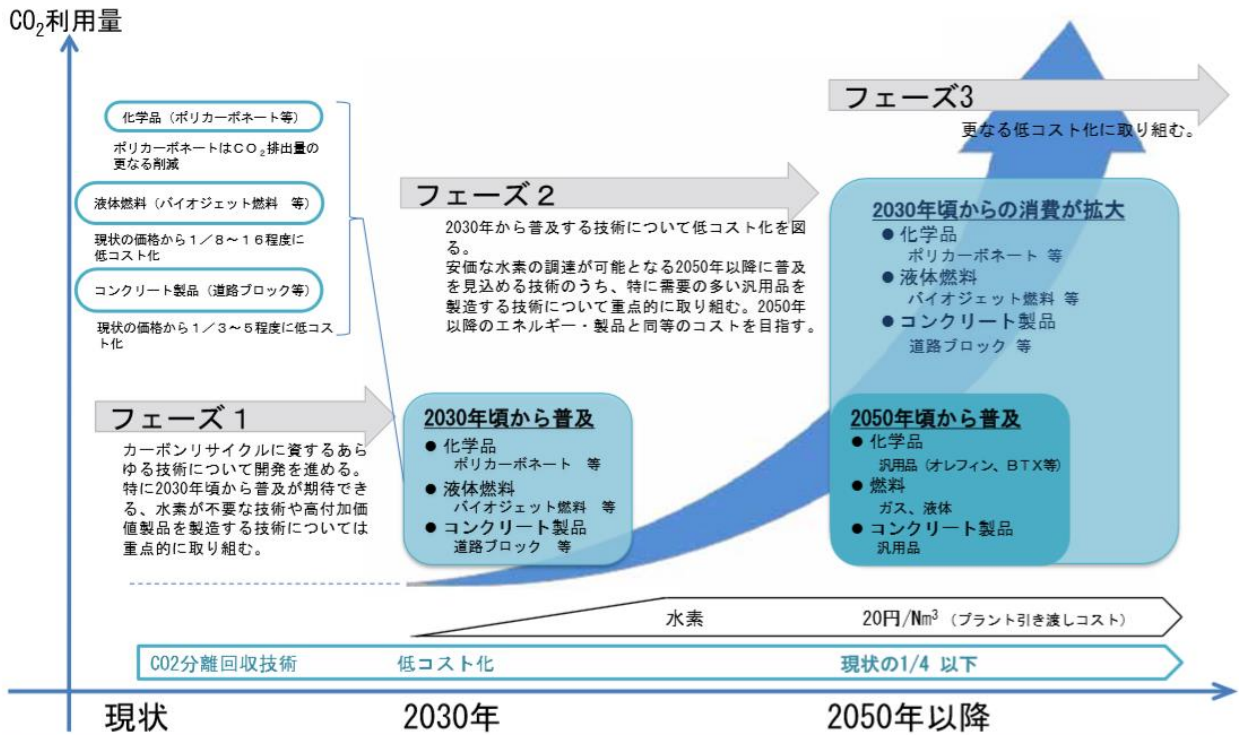 CO₂利用量
化学品（ポリカーボネート等）
ポリカーボネートはＣＯ₂排出量の
更なる削減
液体燃料（バイオジェット燃料　等）
現状の価格から１／８～１６程度に
低コスト化
コンクリート製品（道路ブロック等）
現状の価格から１／３～５程度に低コス
ト化
フェーズ１
カーボンリサイクルに資するあら
ゆる技術について開発を進める。
特に2030年頃から普及が期待でき
る、水素が不要な技術や高付加価
値製品を製造する技術については
重点的に取り組む。
フェーズ２
2030年から普及する技術について低コスト化を図
る。
安価な水素の調達が可能となる2050年以降に普及
を見込める技術のうち、特に需要の多い汎用品を
製造する技術について重点的に取り組む。2050年
以降のエネルギー・製品と同等のコストを目指す。
2030年頃から普及
● 化学品
ポリカーボネート　等
● 液体燃料
バイオジェット燃料　等
● コンクリート製品
道路ブロック　等
フェーズ3
更なる低コスト化に取り組む。
2030年頃からの消費が拡大
● 化学品
ポリカーボネート 等
● 液体燃料
バイオジェット燃料 等
● コンクリート製品
道路ブロック 等
2050年頃から普及
● 化学品
汎用品（オレフィン、ＢＴＸ等）
● 燃料
ガス、液体
● コンクリート製品
汎用品
水素　20円/Nm³（プラント引き渡しコスト）
CO2分離回収技術　低コスト化　現状の1/4 以下
現状　2030年　2050年以降